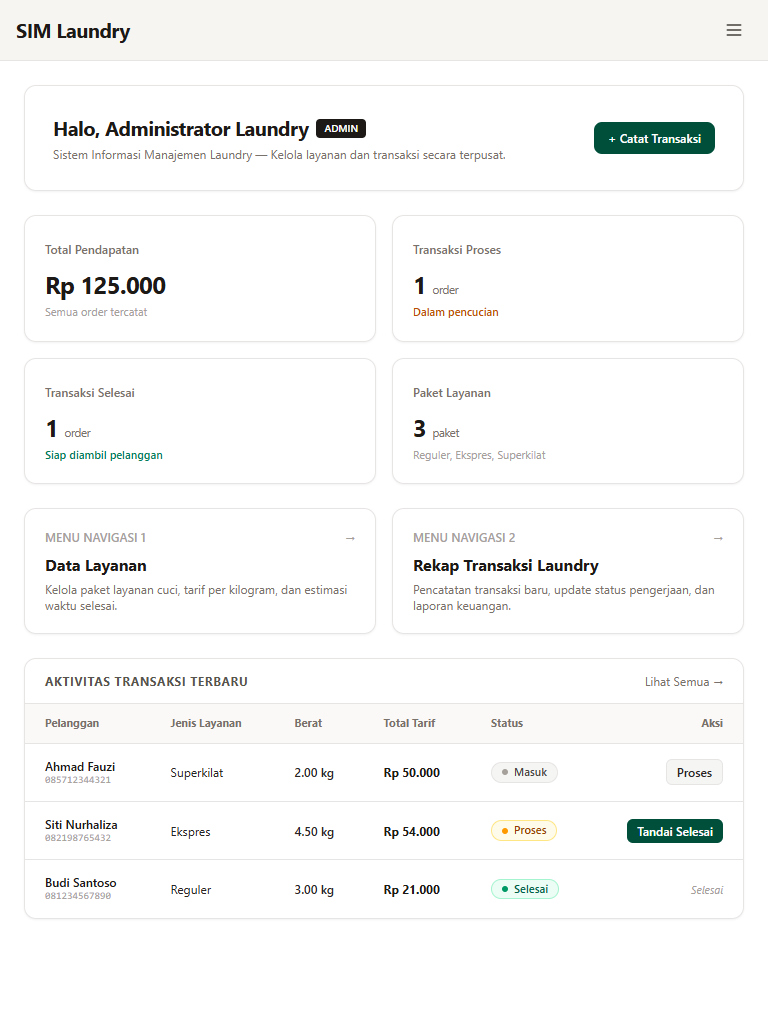 SIM Laundry
Halo, Administrator Laundry ADMIN
Sistem Informasi Manajemen Laundry — Kelola layanan dan transaksi secara terpusat.
+ Catat Transaksi
Total Pendapatan
Rp 125.000
Semua order tercatat
Transaksi Proses
1 order
Dalam pencucian
Transaksi Selesai
1 order
Siap diambil pelanggan
Paket Layanan
3 paket
Reguler, Ekspres, Superkilat
MENU NAVIGASI 1 →
Data Layanan
Kelola paket layanan cuci, tarif per kilogram, dan estimasi
waktu selesai.
MENU NAVIGASI 2 →
Rekap Transaksi Laundry
Pencatatan transaksi baru, update status pengerjaan, dan
laporan keuangan.
AKTIVITAS TRANSAKSI TERBARU Lihat Semua →
Pelanggan Jenis Layanan Berat Total Tarif Status Aksi
Ahmad Fauzi
085712344321
Superkilat 2.00 kg Rp 50.000 Masuk Proses
Siti Nurhaliza
082198765432
Ekspres 4.50 kg Rp 54.000 Proses Tandai Selesai
Budi Santoso
081234567890
Reguler 3.00 kg Rp 21.000 Selesai Selesai